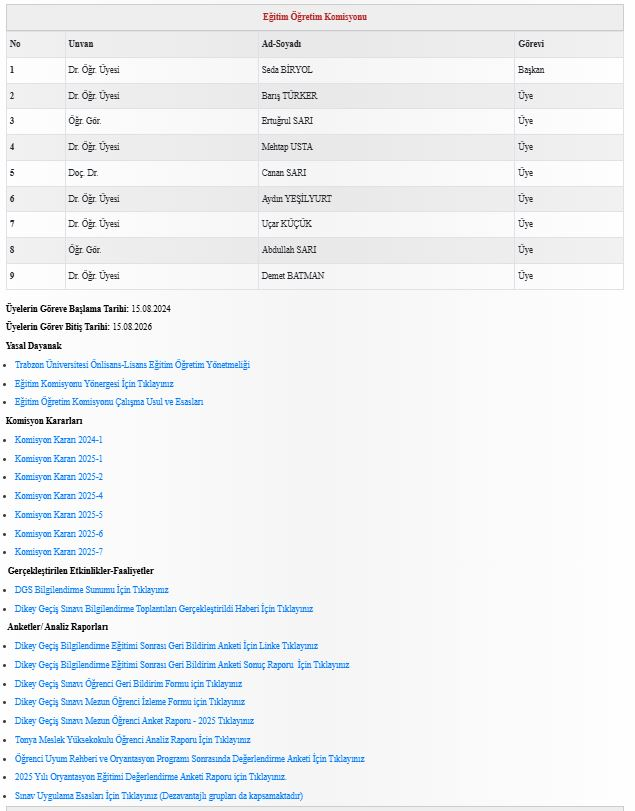 Eğitim Öğretim Komisyonu
No Unvan Ad-Soyadı Görevi
1 Dr. Öğr. Üyesi Seda BİRYOL Başkan
2 Dr. Öğr. Üyesi Barış TÜRKER Üye
3 Öğr. Gör. Ertuğrul SARI Üye
4 Dr. Öğr. Üyesi Mehtap USTA Üye
5 Doç. Dr. Canan SARI Üye
6 Dr. Öğr. Üyesi Aydın YEŞİLYURT Üye
7 Dr. Öğr. Üyesi Uçar KÜÇÜK Üye
8 Öğr. Gör. Abdullah SARI Üye
9 Dr. Öğr. Üyesi Demet BATMAN Üye
Üyelerin Göreve Başlama Tarihi: 15.08.2024
Üyelerin Görev Bitiş Tarihi: 15.08.2026
Yasal Dayanak
Trabzon Üniversitesi Önlisans-Lisans Eğitim Öğretim Yönetmeliği
Eğitim Komisyonu Yönergesi İçin Tıklayınız
Eğitim Öğretim Komisyonu Çalışma Usul ve Esasları
Komisyon Kararları
Komisyon Kararı 2024-1
Komisyon Kararı 2025-1
Komisyon Kararı 2025-2
Komisyon Kararı 2025-4
Komisyon Kararı 2025-5
Komisyon Kararı 2025-6
Komisyon Kararı 2025-7
Gerçekleştirilen Etkinlikler-Faaliyetler
DGS Bilgilendirme Sunumu İçin Tıklayınız
Dikey Geçiş Sınavı Bilgilendirme Toplantıları Gerçekleştirildi Haberi İçin Tıklayınız
Anketler/ Analiz Raporları
Dikey Geçiş Bilgilendirme Eğitimi Sonrası Geri Bildirim Anketi İçin Linke Tıklayınız
Dikey Geçiş Bilgilendirme Eğitimi Sonrası Geri Bildirim Anketi Sonuç Raporu İçin Tıklayınız
Dikey Geçiş Sınavı Öğrenci Geri Bildirim Formu için Tıklayınız
Dikey Geçiş Sınavı Mezun Öğrenci İzleme Formu için Tıklayınız
Dikey Geçiş Sınavı Mezun Öğrenci Anket Raporu - 2025 Tıklayınız
Tonya Meslek Yüksekokulu Öğrenci Analiz Raporu İçin Tıklayınız
Öğrenci Uyum Rehberi ve Oryantasyon Programı Sonrasında Değerlendirme Anketi İçin Tıklayınız
2025 Yılı Oryantasyon Eğitimi Değerlendirme Anketi Raporu için Tıklayınız.
Sınav Uygulama Esasları İçin Tıklayınız (Dezavantajlı grupları da kapsamaktadır)